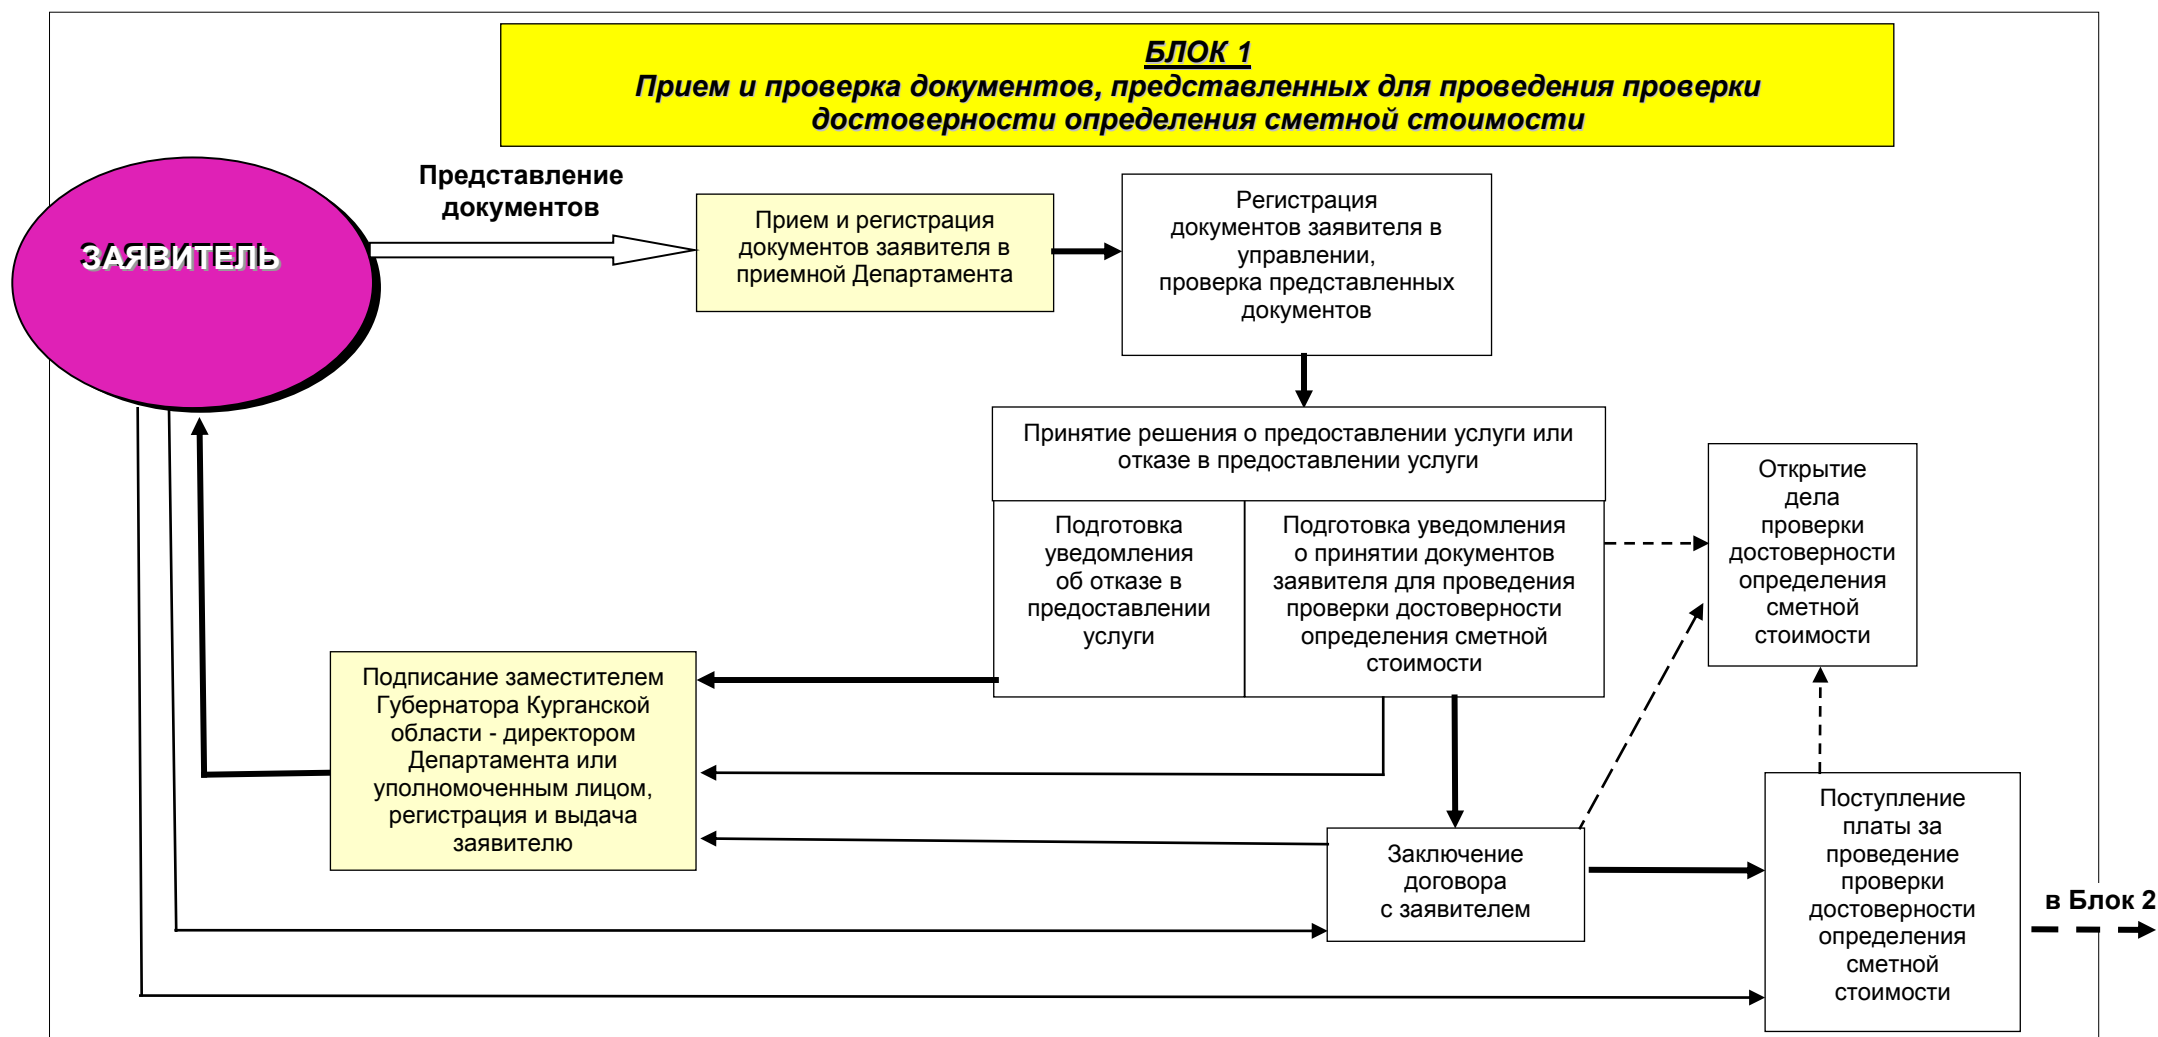 БЛОК 1
Прием и проверка документов, представленных для проведения проверки
достоверности определения сметной стоимости
Представление
документов
ЗАЯВИТЕЛЬ
Прием и регистрация
документов заявителя в
приемной Департамента
Регистрация
документов заявителя в
управлении,
проверка представленных
документов
Принятие решения о предоставлении услуги или
отказе в предоставлении услуги
Подготовка
уведомления
об отказе в
предоставлении
услуги
Подготовка уведомления
о принятии документов
заявителя для проведения
проверки достоверности
определения сметной
стоимости
Открытие
дела
проверки
достоверности
определения
сметной
стоимости
Подписание заместителем
Губернатора Курганской
области - директором
Департамента или
уполномоченным лицом,
регистрация и выдача
заявителю
Заключение
договора
с заявителем
Поступление
платы за
проведение
проверки
достоверности
определения
сметной
стоимости
в Блок 2